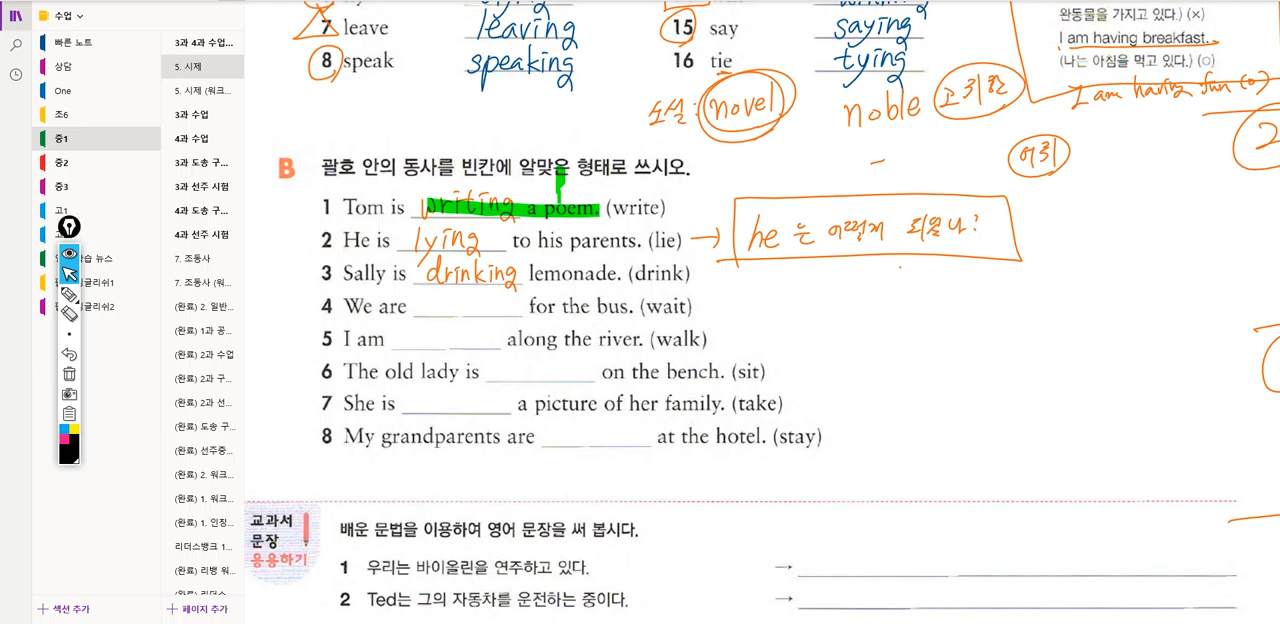 수업
빠른 노트
상담
One
초6
중1
중2
중3
고1
습 뉴스
글리쉬1
글리쉬2
섹션 추가
3과 4과 수업...
5. 시제
5. 시제 (워크...
3과 수업
4과 수업
3과 도송 구...
3과 선주 시험
4과 도송 구...
4과 선주 시험
7. 조동사
7. 조동사 (워...
(완료) 2. 일반...
(완료) 1과 공...
(완료) 2과 수업
(완료) 2과 구...
(완료) 2과 선...
(완료) 도송 구...
(완료) 선주중...
(완료) 2. 워크...
(완료) 1. 워크...
(완료) 1. 인칭...
리더스뱅크 1...
(완료) 리뱅 워...
페이지 추가
7 leave leaving 15 say saying
8 speak speaking 16 tie tying
완동물을 가지고 있다.) (×)
I am having breakfast.
(나는 아침을 먹고 있다.) (○)
I am having fun (o)
소설: novel noble 고귀한
2
어휘
B 괄호 안의 동사를 빈칸에 알맞은 형태로 쓰시오.
1 Tom is writing a poem. (write)
2 He is lying to his parents. (lie) → he는 어떻게 되을나?
3 Sally is drinking lemonade. (drink)
4 We are ____ for the bus. (wait)
5 I am ____ along the river. (walk)
6 The old lady is ____ on the bench. (sit)
7 She is ____ a picture of her family. (take)
8 My grandparents are ____ at the hotel. (stay)
교과서
문장
응용하기
배운 문법을 이용하여 영어 문장을 써 봅시다.
1 우리는 바이올린을 연주하고 있다. →
2 Ted는 그의 자동차를 운전하는 중이다. →